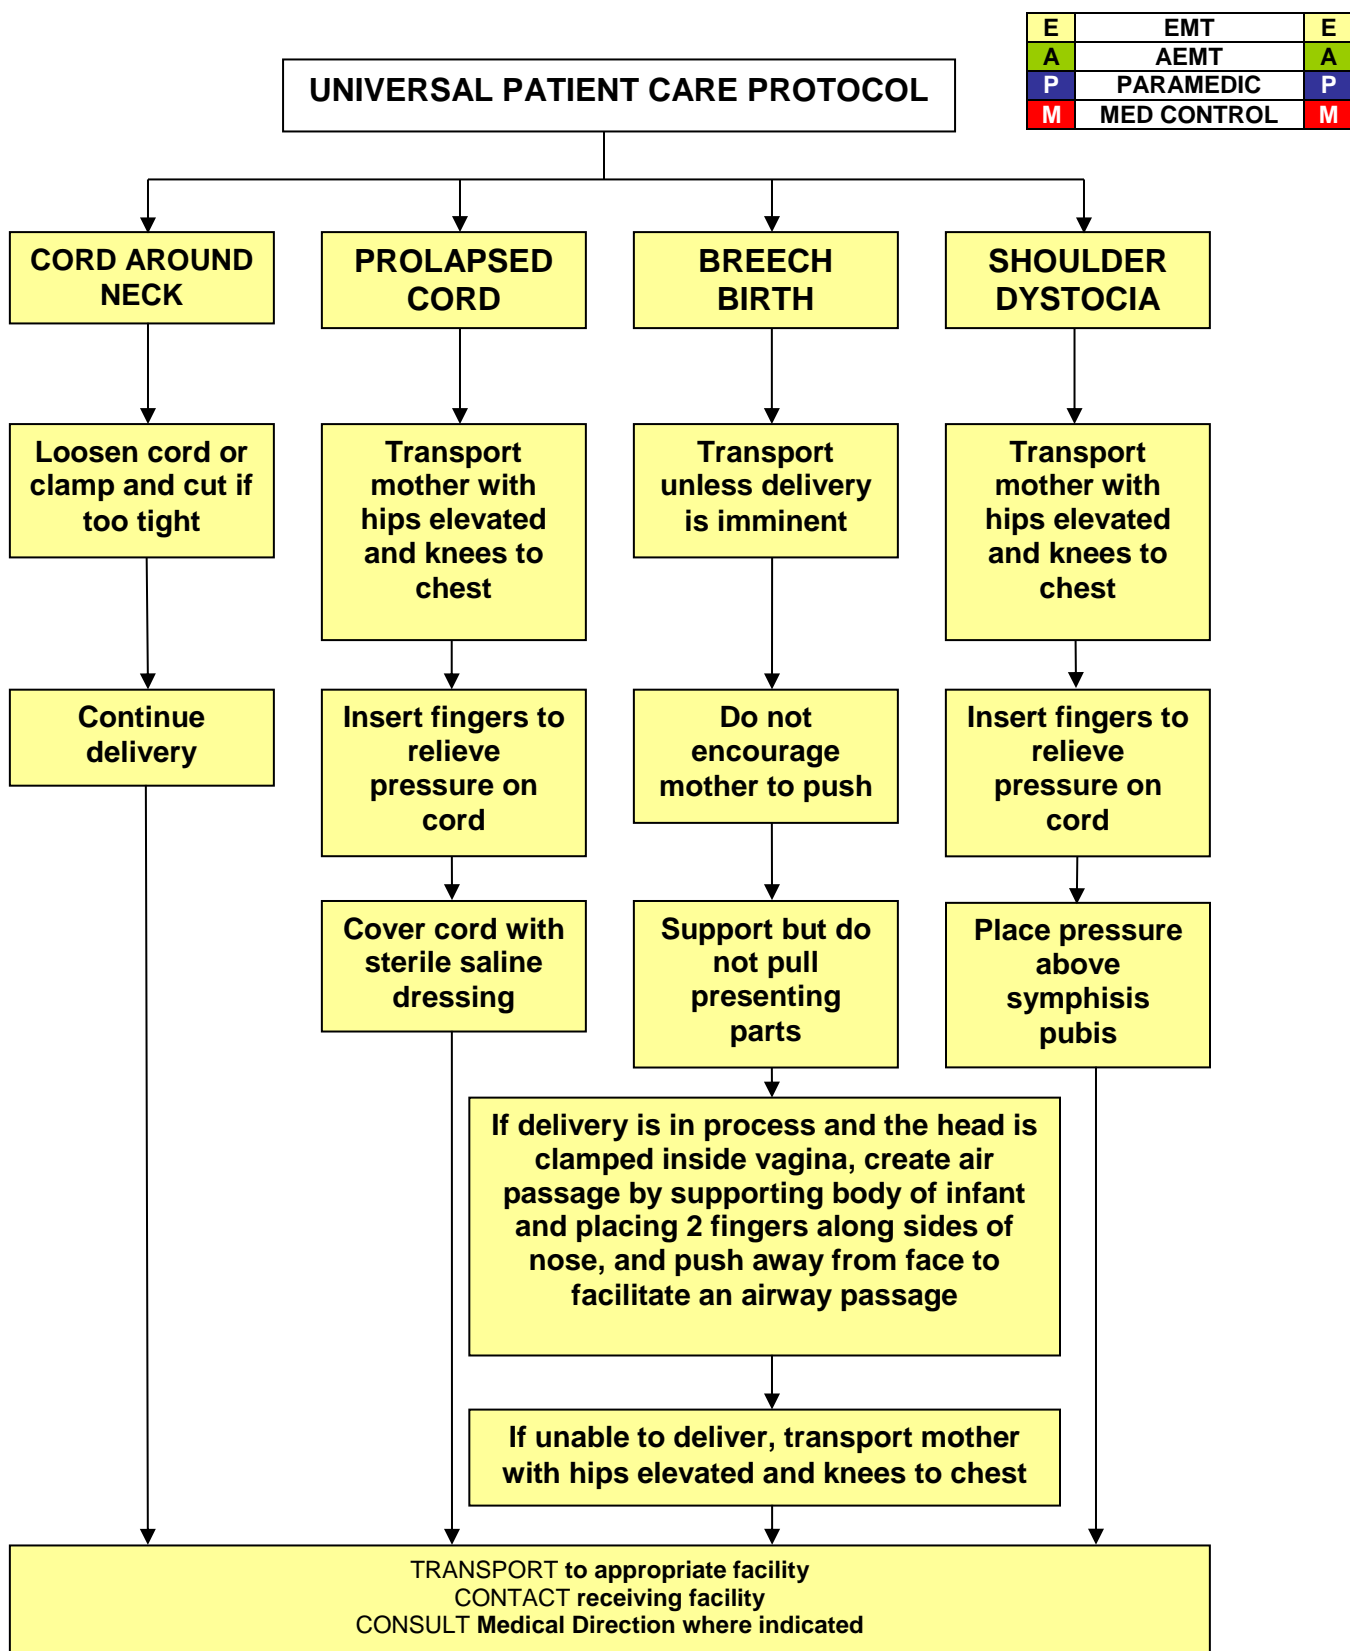 E EMT E
A AEMT A
P PARAMEDIC P
M MED CONTROL M
UNIVERSAL PATIENT CARE PROTOCOL
CORD AROUND
NECK
PROLAPSED
CORD
BREECH
BIRTH
SHOULDER
DYSTOCIA
Loosen cord or
clamp and cut if
too tight
Transport
mother with
hips elevated
and knees to
chest
Transport
unless delivery
is imminent
Transport
mother with
hips elevated
and knees to
chest
Continue
delivery
Insert fingers to
relieve
pressure on
cord
Do not
encourage
mother to push
Insert fingers to
relieve
pressure on
cord
Cover cord with
sterile saline
dressing
Support but do
not pull
presenting
parts
Place pressure
above
symphisis
pubis
If delivery is in process and the head is
clamped inside vagina, create air
passage by supporting body of infant
and placing 2 fingers along sides of
nose, and push away from face to
facilitate an airway passage
If unable to deliver, transport mother
with hips elevated and knees to chest
TRANSPORT to appropriate facility
CONTACT receiving facility
CONSULT Medical Direction where indicated